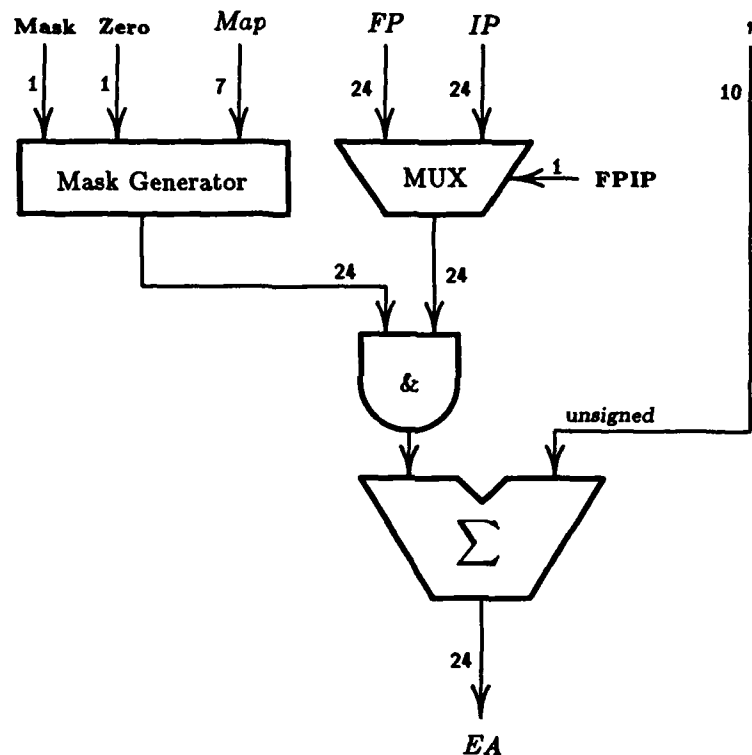 Mask Zero Map FP IP
1 1 7 24 24 10
Mask Generator MUX 1 FPIP
24 24
&
unsigned
Σ
24
EA